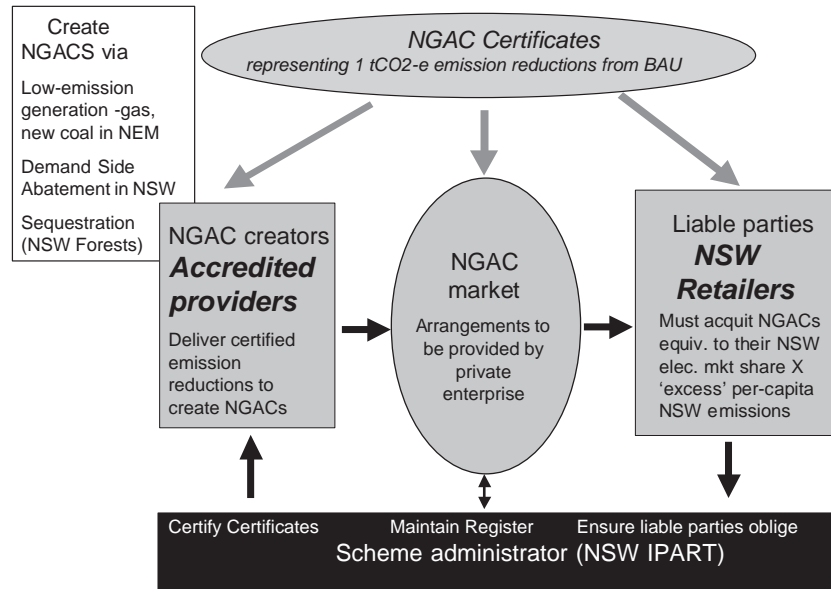 Create
NGACS via
Low-emission
generation -gas,
new coal in NEM
Demand Side
Abatement in NSW
Sequestration
(NSW Forests)
NGAC Certificates
representing 1 tCO2-e emission reductions from BAU
NGAC creators
Accredited
providers
Deliver certified
emission
reductions to
create NGACs
NGAC
market
Arrangements to
be provided by
private
enterprise
Liable parties
NSW
Retailers
Must acquit NGACs
equiv. to their NSW
elec. mkt share X
‘excess’ per-capita
NSW emissions
Certify Certificates
Maintain Register
Ensure liable parties oblige
Scheme administrator (NSW IPART)